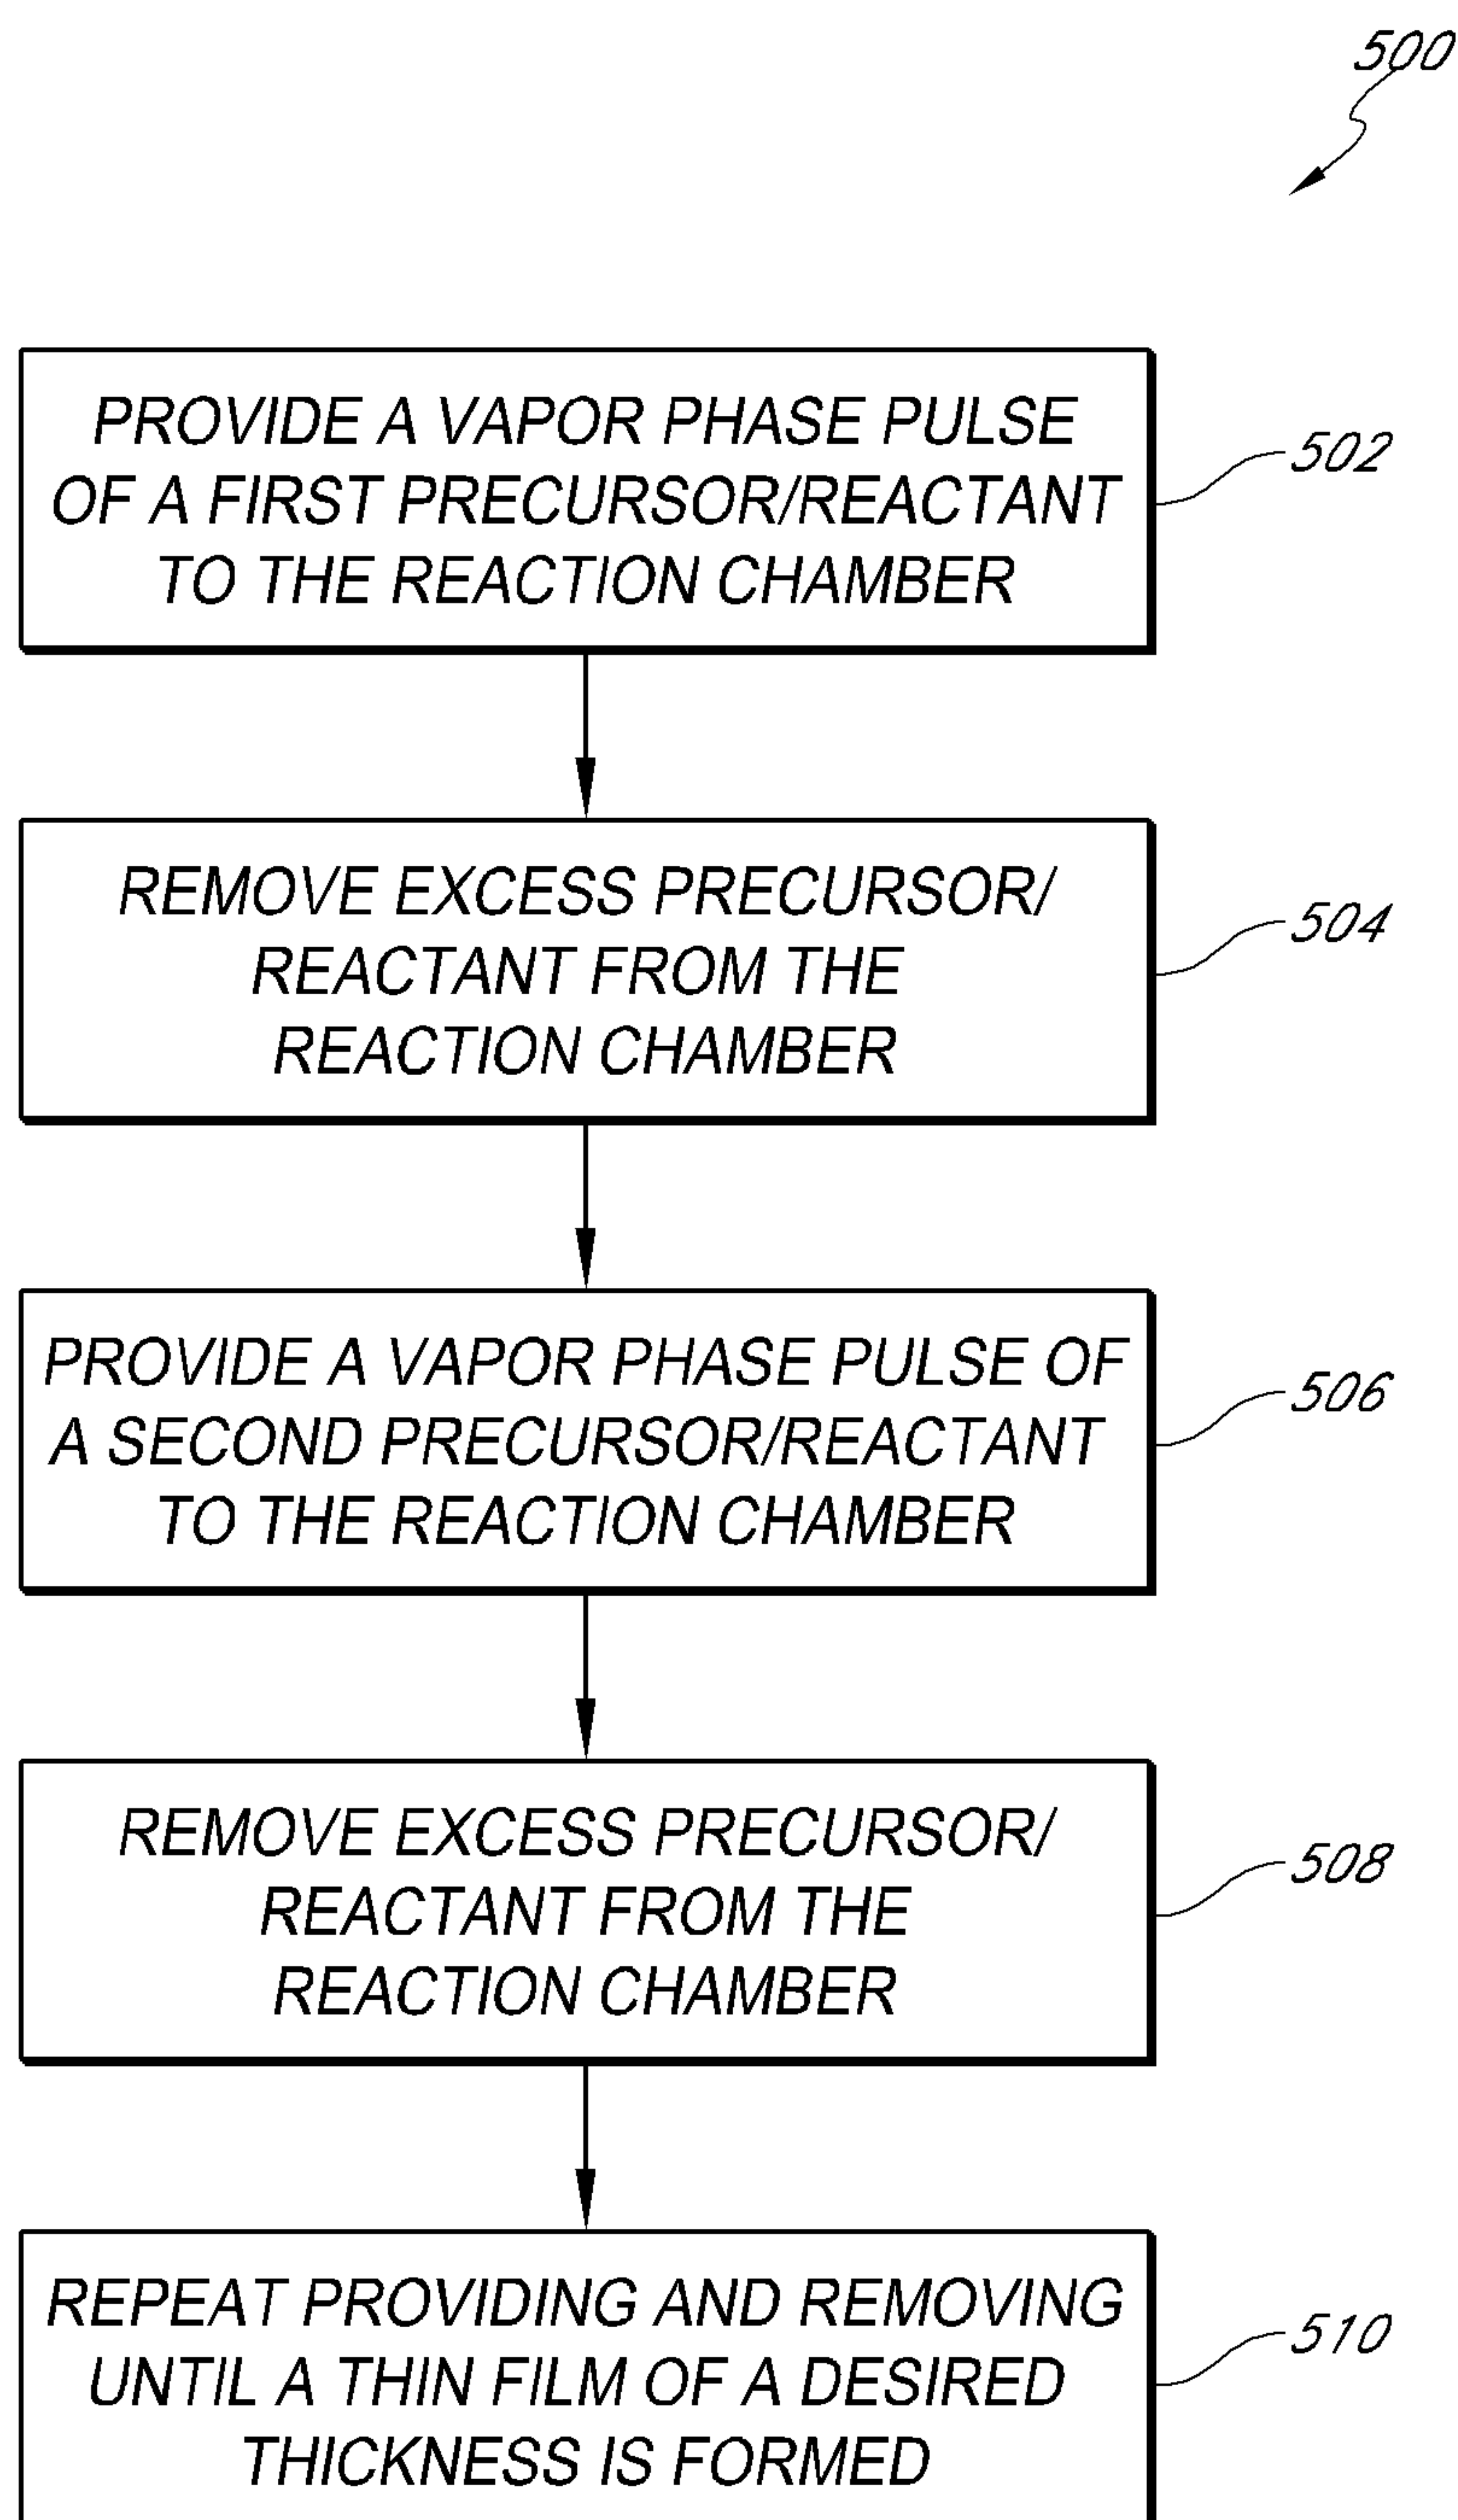 500
PROVIDE A VAPOR PHASE PULSE
OF A FIRST PRECURSOR/REACTANT
TO THE REACTION CHAMBER
502
REMOVE EXCESS PRECURSOR/
REACTANT FROM THE
REACTION CHAMBER
504
PROVIDE A VAPOR PHASE PULSE OF
A SECOND PRECURSOR/REACTANT
TO THE REACTION CHAMBER
506
REMOVE EXCESS PRECURSOR/
REACTANT FROM THE
REACTION CHAMBER
508
REPEAT PROVIDING AND REMOVING
UNTIL A THIN FILM OF A DESIRED
THICKNESS IS FORMED
510